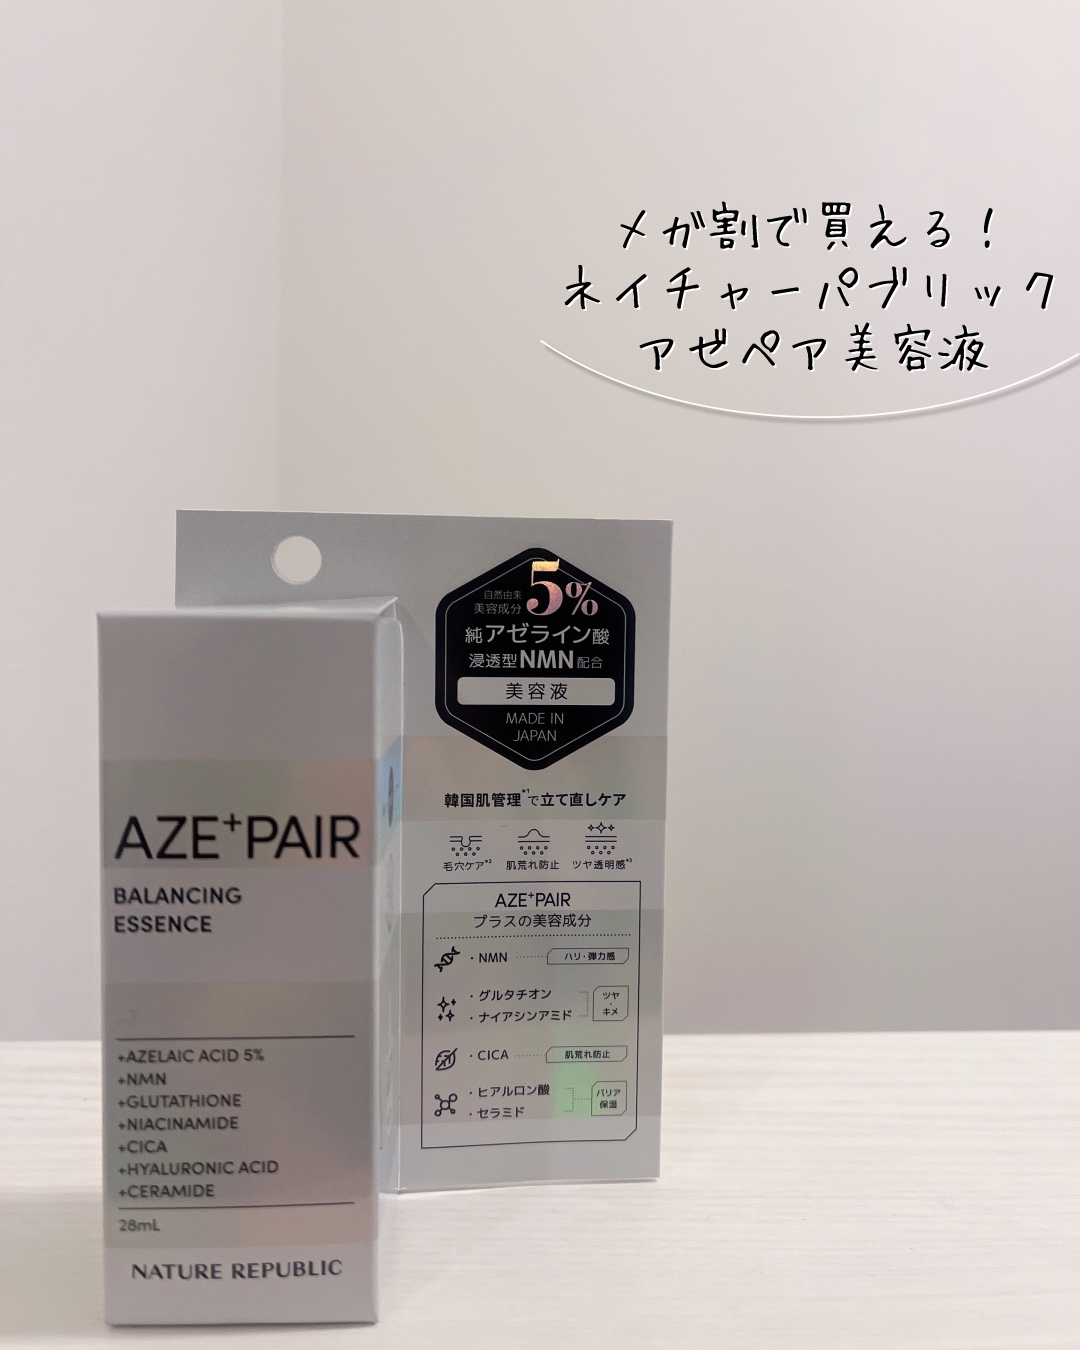 メガ割で買える！
ネイチャーパブリック
アゼペア美容液
自然由来
美容成分
5%
純アゼライン酸
浸透型NMN配合
美容液
MADE IN
JAPAN
韓国肌管理*1で立て直しケア
毛穴ケア*2 肌荒れ防止 ツヤ透明感*3
AZE+PAIR
プラスの美容成分
・NMN ハリ・弾力感
・グルタチオン
・ナイアシンアミド
ツヤ
・
キメ
・CICA 肌荒れ防止
・ヒアルロン酸
・セラミド
バリア
保湿
AZE+PAIR
BALANCING
ESSENCE
+AZELAIC ACID 5%
+NMN
+GLUTATHIONE
+NIACINAMIDE
+CICA
+HYALURONIC ACID
+CERAMIDE
28mL
NATURE REPUBLIC